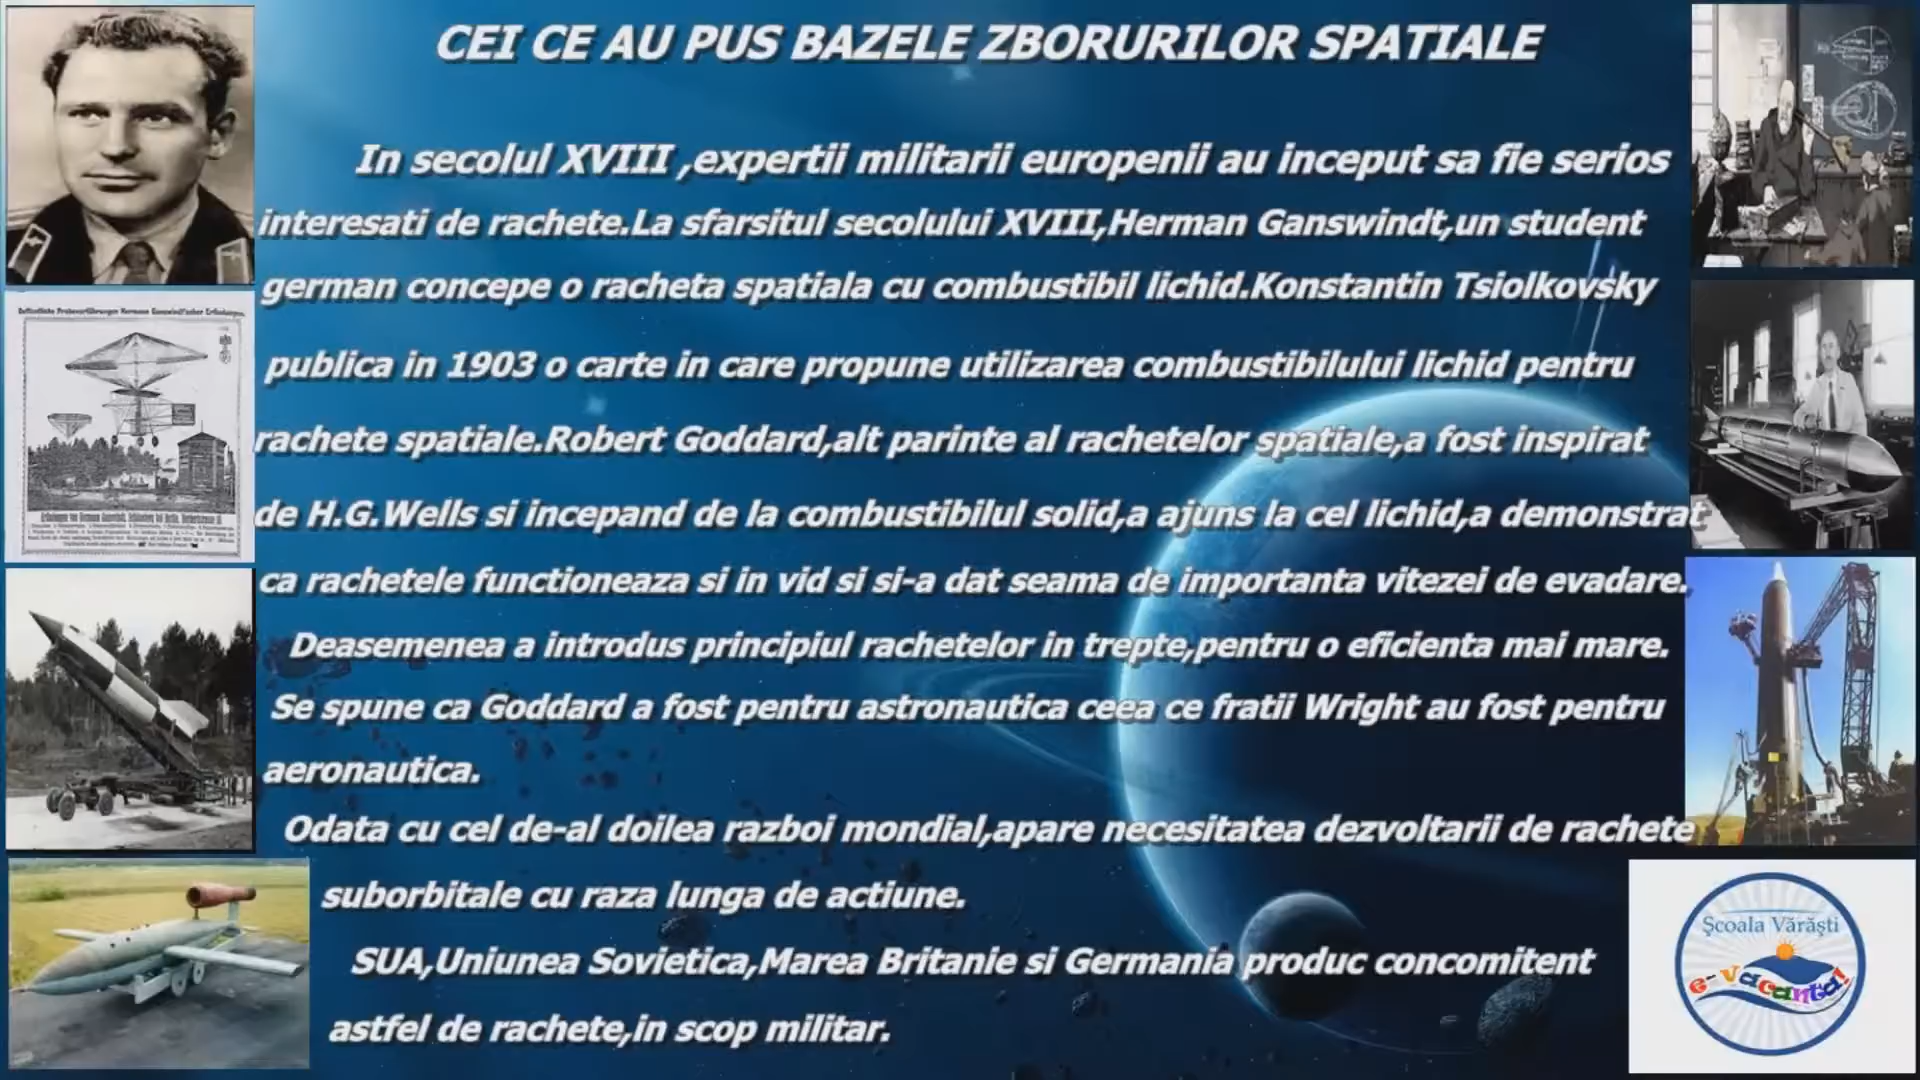 CEI CE AU PUS BAZELE ZBORURILOR SPATIALE
In secolul XVIII ,expertii militarii europenii au inceput sa fie serios
interesati de rachete.La sfarsitul secolului XVIII,Herman Ganswindt,un student
german concepe o racheta spatiala cu combustibil lichid.Konstantin Tsiolkovsky
publica in 1903 o carte in care propune utilizarea combustibilului lichid pentru
rachete spatiale.Robert Goddard,alt parinte al rachetelor spatiale,a fost inspirat
de H.G.Wells si incepand de la combustibilul solid,a ajuns la cel lichid,a demonstrat
ca rachetele functioneaza si in vid si si-a dat seama de importanta vitezei de evadare.
Deasemenea a introdus principiul rachetelor in trepte,pentru o eficienta mai mare.
Se spune ca Goddard a fost pentru astronautica ceea ce fratii Wright au fost pentru
aeronautica.
Odata cu cel de-al doilea razboi mondial,apare necesitatea dezvoltarii de rachete
suborbitale cu raza lunga de actiune.
SUA,Uniunea Sovietica,Marea Britanie si Germania produc concomitent
astfel de rachete,in scop militar.
Școala Vărăști
e-vacanta!